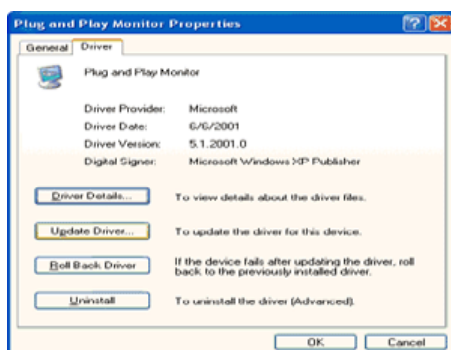 Plug and Play Monitor Properties
General Driver
Plug and Play Monitor
Driver Provider: Microsoft
Driver Date: 6/6/2001
Driver Version: 5.1.2001.0
Digital Signer: Microsoft Windows XP Publisher
Driver Details... To view details about the driver files.
Update Driver... To update the driver for this device.
Roll Back Driver If the device fails after updating the driver, roll
back to the previously installed driver.
Uninstall To uninstall the driver (Advanced).
OK Cancel